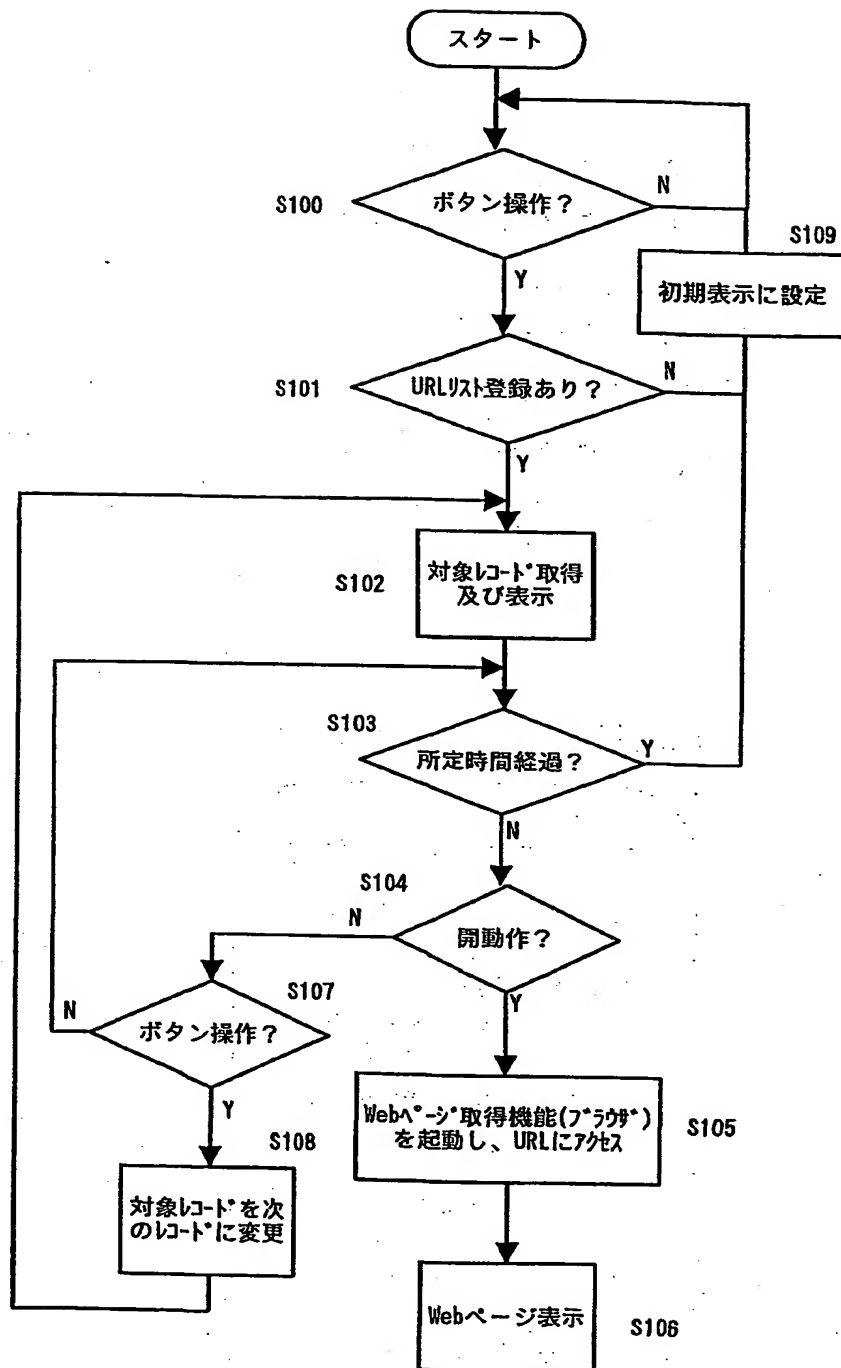 スタート
S100
ボタン操作？
N
Y
S109
初期表示に設定
S101
URLリスト登録あり？
N
Y
S102
対象レコード取得
及び表示
S103
所定時間経過？
Y
N
S104
開動作？
N
Y
S107
ボタン操作？
N
Y
S105
Webページ取得機能(ブラウザ)
を起動し、URLにアクセス
S108
対象レコードを次
のレコードに変更
S106
Webページ表示